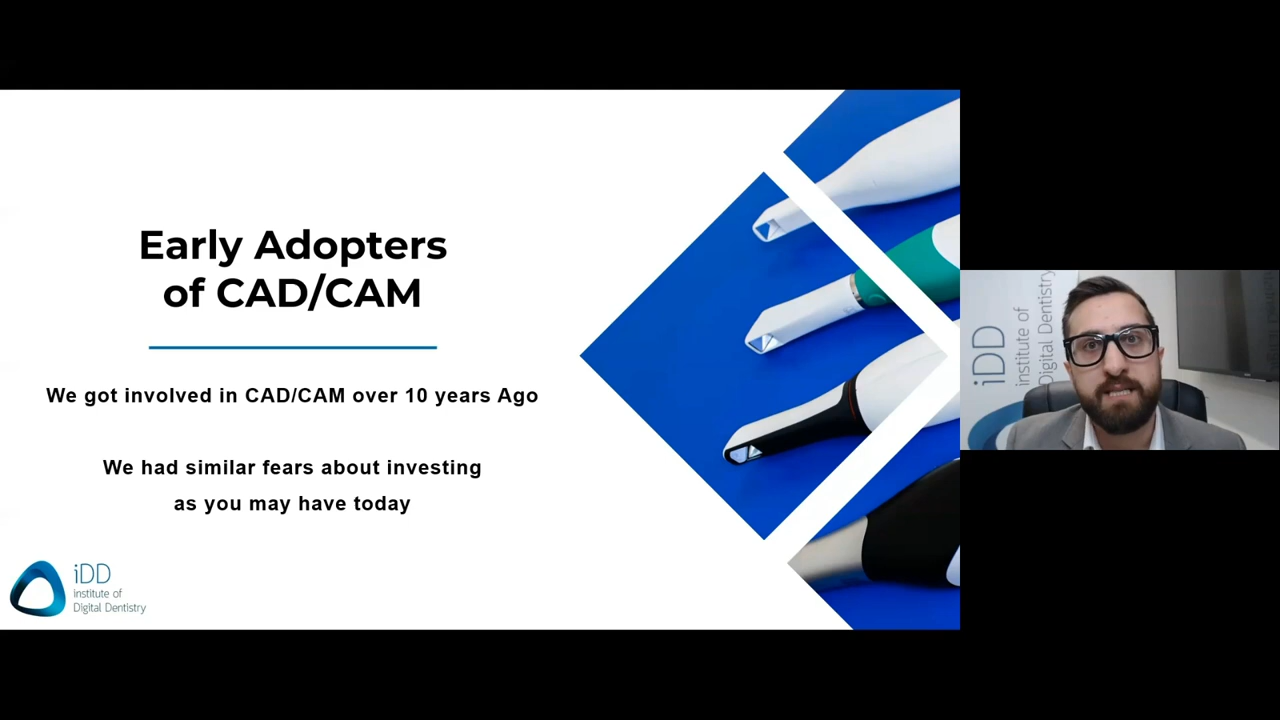 Early Adopters
of CAD/CAM
We got involved in CAD/CAM over 10 years Ago
We had similar fears about investing
as you may have today
iDD
institute of
Digital Dentistry
iDD
institute of
Digital Dentistry